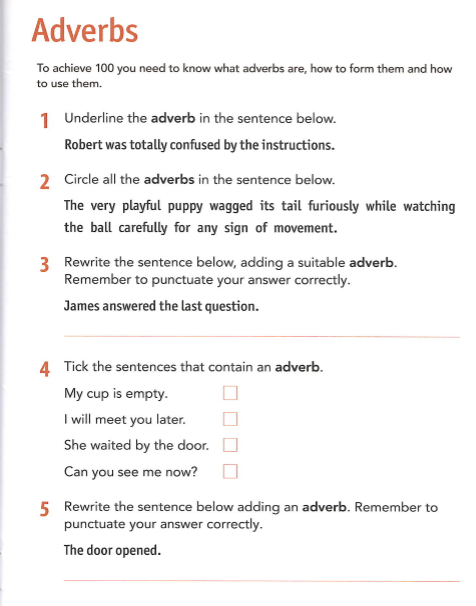 Adverbs
To achieve 100 you need to know what adverbs are, how to form them and how
to use them.
1 Underline the adverb in the sentence below.
Robert was totally confused by the instructions.
2 Circle all the adverbs in the sentence below.
The very playful puppy wagged its tail furiously while watching
the ball carefully for any sign of movement.
3 Rewrite the sentence below, adding a suitable adverb.
Remember to punctuate your answer correctly.
James answered the last question.
4 Tick the sentences that contain an adverb.
My cup is empty.
I will meet you later.
She waited by the door.
Can you see me now?
5 Rewrite the sentence below adding an adverb. Remember to
punctuate your answer correctly.
The door opened.